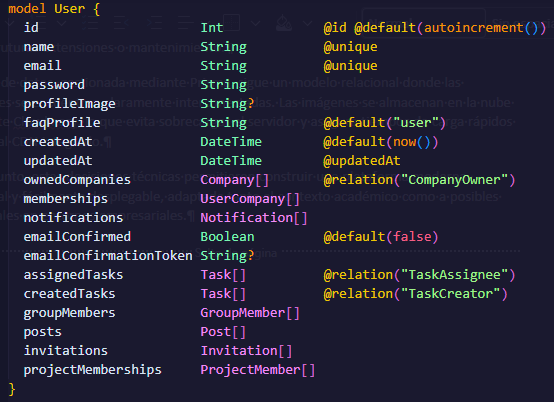 model User {
  id                     Int                @id @default(autoincrement())
  name                   String             @unique
  email                  String             @unique
  password               String
  profileImage           String?
  faqProfile             String             @default("user")
  createdAt              DateTime           @default(now())
  updatedAt              DateTime           @updatedAt
  ownedCompanies         Company[]          @relation("CompanyOwner")
  memberships            UserCompany[]
  notifications          Notification[]
  emailConfirmed         Boolean            @default(false)
  emailConfirmationToken String?
  assignedTasks          Task[]             @relation("TaskAssignee")
  createdTasks           Task[]             @relation("TaskCreator")
  groupMembers           GroupMember[]
  posts                  Post[]
  invitations            Invitation[]
  projectMemberships     ProjectMember[]
}